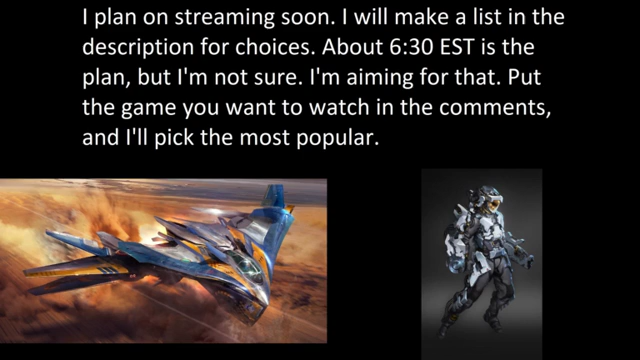 I plan on streaming soon. I will make a list in the
description for choices. About 6:30 EST is the
plan, but I'm not sure. I'm aiming for that. Put
the game you want to watch in the comments,
and I'll pick the most popular.